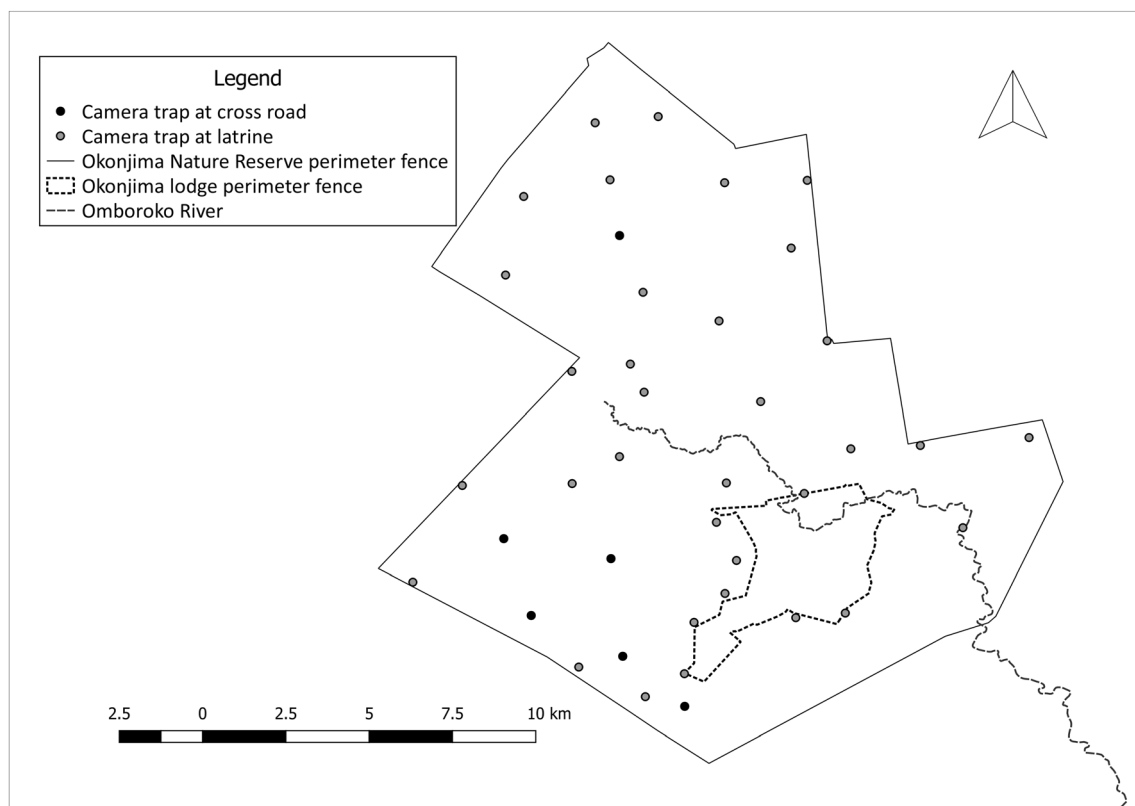 Legend
Camera trap at cross road
Camera trap at latrine
Okonjima Nature Reserve perimeter fence
Okonjima lodge perimeter fence
Omboroko River
2.5 0 2.5 5 7.5 10 km